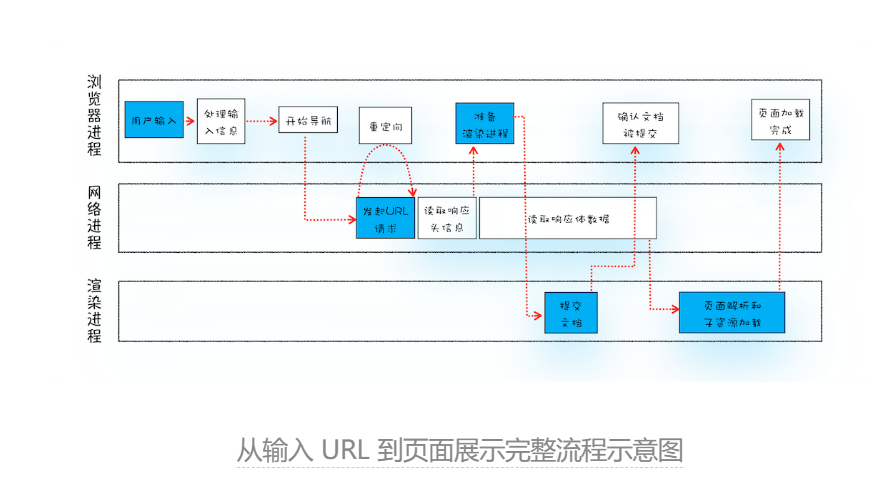 浏览器进程
用户输入
处理输
入信息
开始导航
重定向
准备
渲染进程
确认文档
被提交
页面加载
完成
网络进程
发起URL
请求
读取响应
头信息
读取响应体数据
渲染进程
提交
文档
页面解析和
子资源加载
从输入 URL 到页面展示完整流程示意图